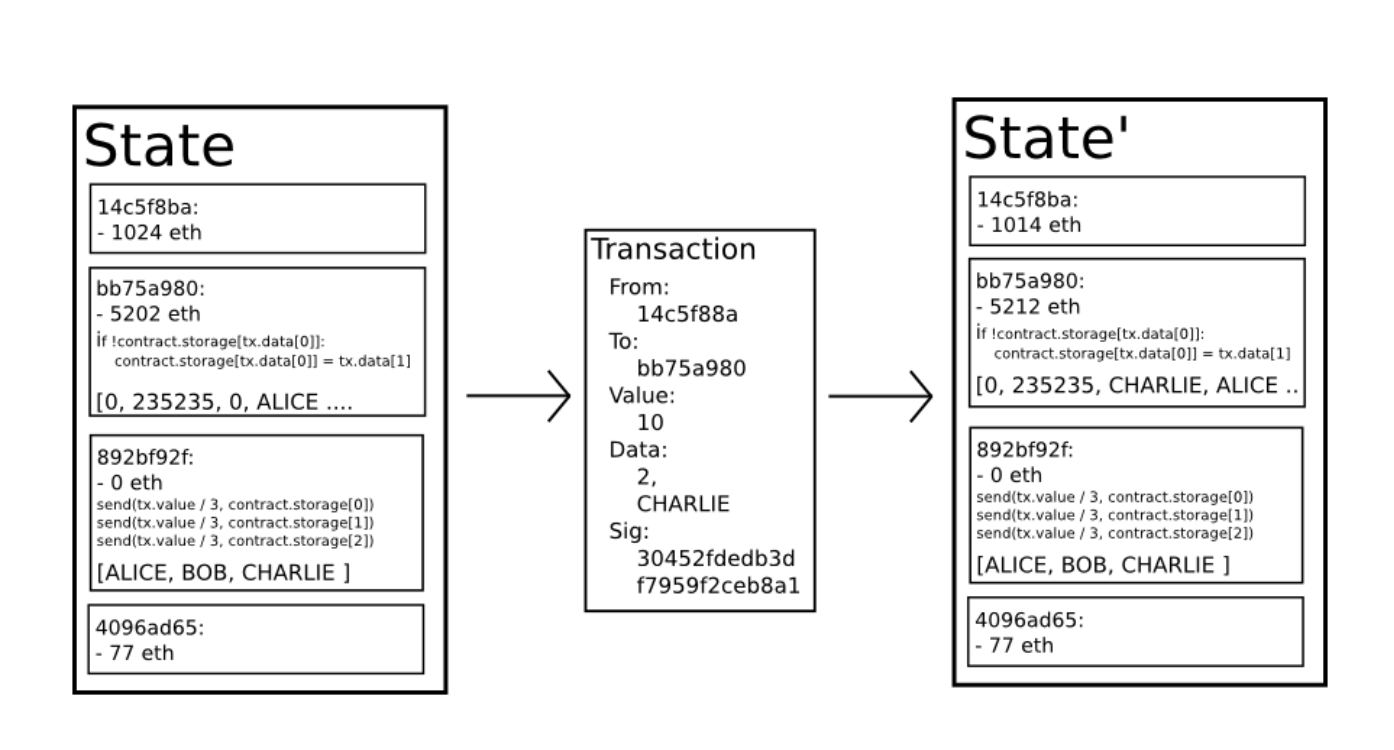 State
14c5f8ba:
- 1024 eth
bb75a980:
- 5202 eth
if !contract.storage[tx.data[0]]:
contract.storage[tx.data[0]] = tx.data[1]
[0, 235235, 0, ALICE ....
892bf92f:
- 0 eth
send(tx.value / 3, contract.storage[0])
send(tx.value / 3, contract.storage[1])
send(tx.value / 3, contract.storage[2])
[ALICE, BOB, CHARLIE ]
4096ad65:
- 77 eth
Transaction
From:
14c5f88a
To:
bb75a980
Value:
10
Data:
2,
CHARLIE
Sig:
30452fdedb3d
f7959f2ceb8a1
State'
14c5f8ba:
- 1014 eth
bb75a980:
- 5212 eth
if !contract.storage[tx.data[0]]:
contract.storage[tx.data[0]] = tx.data[1]
[0, 235235, CHARLIE, ALICE ..
892bf92f:
- 0 eth
send(tx.value / 3, contract.storage[0])
send(tx.value / 3, contract.storage[1])
send(tx.value / 3, contract.storage[2])
[ALICE, BOB, CHARLIE ]
4096ad65:
- 77 eth